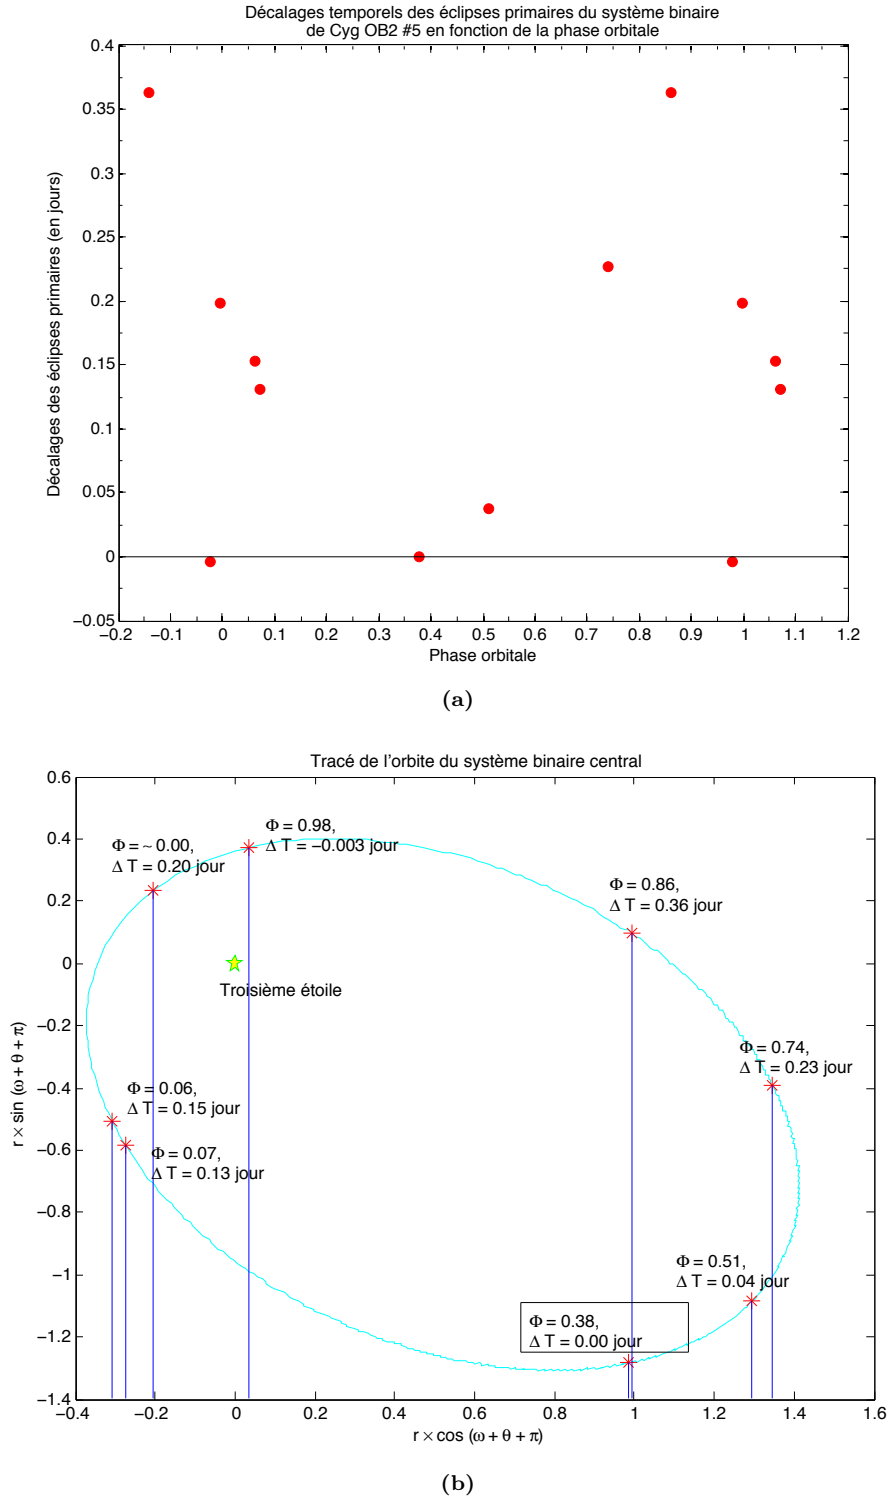 Décalages temporels des éclipses primaires du système binaire
de Cyg OB2 #5 en fonction de la phase orbitale
Décalages des éclipses primaires (en jours)
0.4
0.35
0.3
0.25
0.2
0.15
0.1
0.05
0
−0.05
−0.2 −0.1 0 0.1 0.2 0.3 0.4 0.5 0.6 0.7 0.8 0.9 1 1.1 1.2
Phase orbitale
(a)
Tracé de l'orbite du système binaire central
r × sin (ω + θ + π)
0.6
0.4
0.2
0
−0.2
−0.4
−0.6
−0.8
−1
−1.2
−1.4
Φ = 0.98,
Δ T = −0.003 jour
Φ = ~ 0.00,
Δ T = 0.20 jour
Φ = 0.86,
Δ T = 0.36 jour
Troisième étoile
Φ = 0.74,
Δ T = 0.23 jour
Φ = 0.06,
Δ T = 0.15 jour
Φ = 0.07,
Δ T = 0.13 jour
Φ = 0.51,
Δ T = 0.04 jour
Φ = 0.38,
Δ T = 0.00 jour
−0.4 −0.2 0 0.2 0.4 0.6 0.8 1 1.2 1.4 1.6
r × cos (ω + θ + π)
(b)